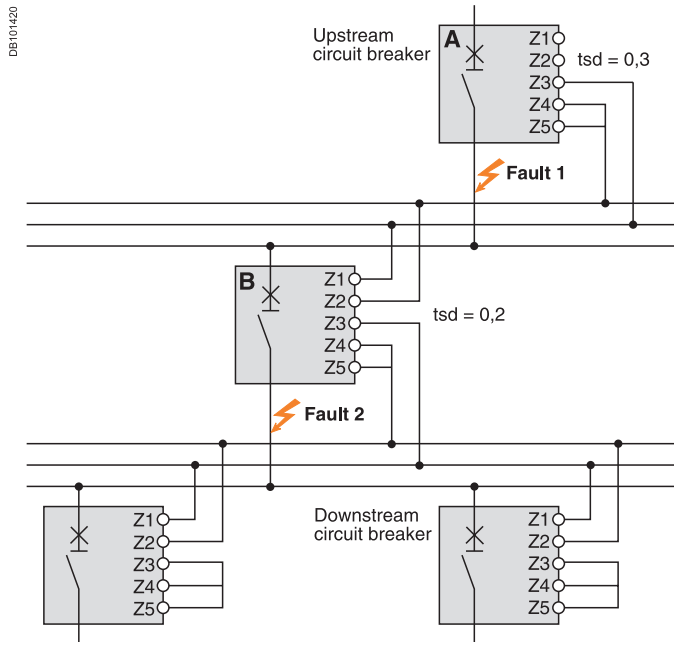 DB101420
Upstream
circuit breaker
A
Z1
Z2
Z3
Z4
Z5
tsd = 0,3
Fault 1
B
Z1
Z2
Z3
Z4
Z5
tsd = 0,2
Fault 2
Z1
Z2
Z3
Z4
Z5
Downstream
circuit breaker
Z1
Z2
Z3
Z4
Z5